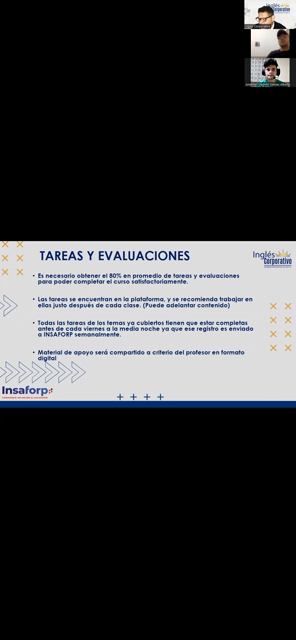 Inglés
Corporativo
TAREAS Y EVALUACIONES
Inglés
Corporativo
• Es necesario obtener el 80% en promedio de tareas y evaluaciones
para poder completar el curso satisfactoriamente.
• Las tareas se encuentran en la plataforma, y se recomienda trabajar en
ellas justo después de cada clase. (Puede adelantar contenido)
• Todas las tareas de los temas ya cubiertos tienen que estar completas
antes de cada viernes a la media noche ya que ese registro es enviado
a INSAFORP semanalmente.
• Material de apoyo será compartido a criterio del profesor en formato
digital
Insaforp